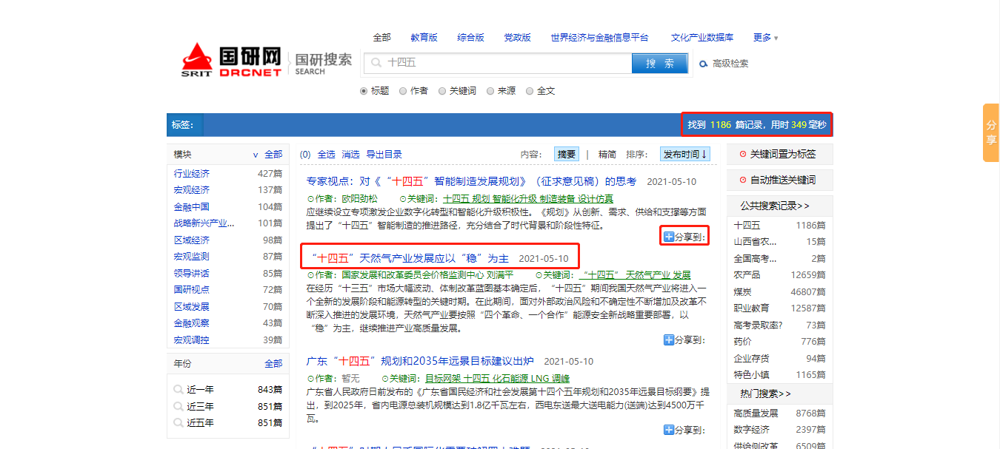 全部 教育版 综合版 党政版 世界经济与金融信息平台 文化产业数据库 更多
国研网 SRIT DRCNET 国研搜索 SEARCH
十四五 搜 索 高级检索
标题 作者 关键词 来源 全文
标签： 找到 1186 篇记录，用时 349 毫秒
模块 v 全部
行业经济 427篇
宏观经济 137篇
金融中国 104篇
战略新兴产业... 101篇
区域经济 98篇
宏观监测 87篇
领导讲话 85篇
国研视点 72篇
区域发展 70篇
金融观察 43篇
宏观调控 39篇
年份 全部
近一年 843篇
近三年 851篇
近五年 851篇
(0) 全选 消选 导出目录 内容： 摘要 | 精简 排序： 发布时间↓
专家视点：对《“十四五”智能制造发展规划》（征求意见稿）的思考 2021-05-10
⊙作者：欧阳劲松 ⊙关键词：十四五 规划 智能化升级 制造装备 设计仿真
应继续设立专项激发企业数字化转型和智能化升级积极性。《规划》从创新、需求、供给和支撑等方面
提出了“十四五”智能制造的推进路径，充分结合了时代背景和阶段性特征。
分享到:
“十四五”天然气产业发展应以“稳”为主 2021-05-10
⊙作者：国家发展和改革委员会价格监测中心 刘满平 ⊙关键词：“十四五” 天然气产业 发展
在经历“十三五”市场大幅波动、体制改革蓝图基本确定后，“十四五”期间我国天然气产业将进入一
个全新的发展阶段和能源转型的关键时期。在此期间，面对外部政治风险和不确定性不断增加及改革不
断深入推进的发展环境，天然气产业要按照“四个革命、一个合作”能源安全新战略重要部署，以
“稳”为主，继续推进产业高质量发展。
分享到:
广东“十四五”规划和2035年远景目标建议出炉 2021-05-10
⊙作者：暂无 ⊙关键词：目标网架 十四五 化石能源 LNG 调峰
广东省人民政府日前发布的《广东省国民经济和社会发展第十四个五年规划和2035年远景目标纲要》提
出，到2025年，省内电源总装机规模达到1.8亿千瓦左右，西电东送最大送电能力(送端)达到4500万千
瓦。
分享到:
关键词置为标签
自动推送关键词
公共搜索记录>>
十四五 1186篇
山西省农... 15篇
全国高考... 2篇
农产品 12659篇
煤炭 46807篇
职业教育 12587篇
高考录取率? 73篇
药价 776篇
企业存货 94篇
特色小镇 1165篇
热门搜索>>
高质量发展 8768篇
数字经济 2397篇
供给侧改革 6509篇
分享